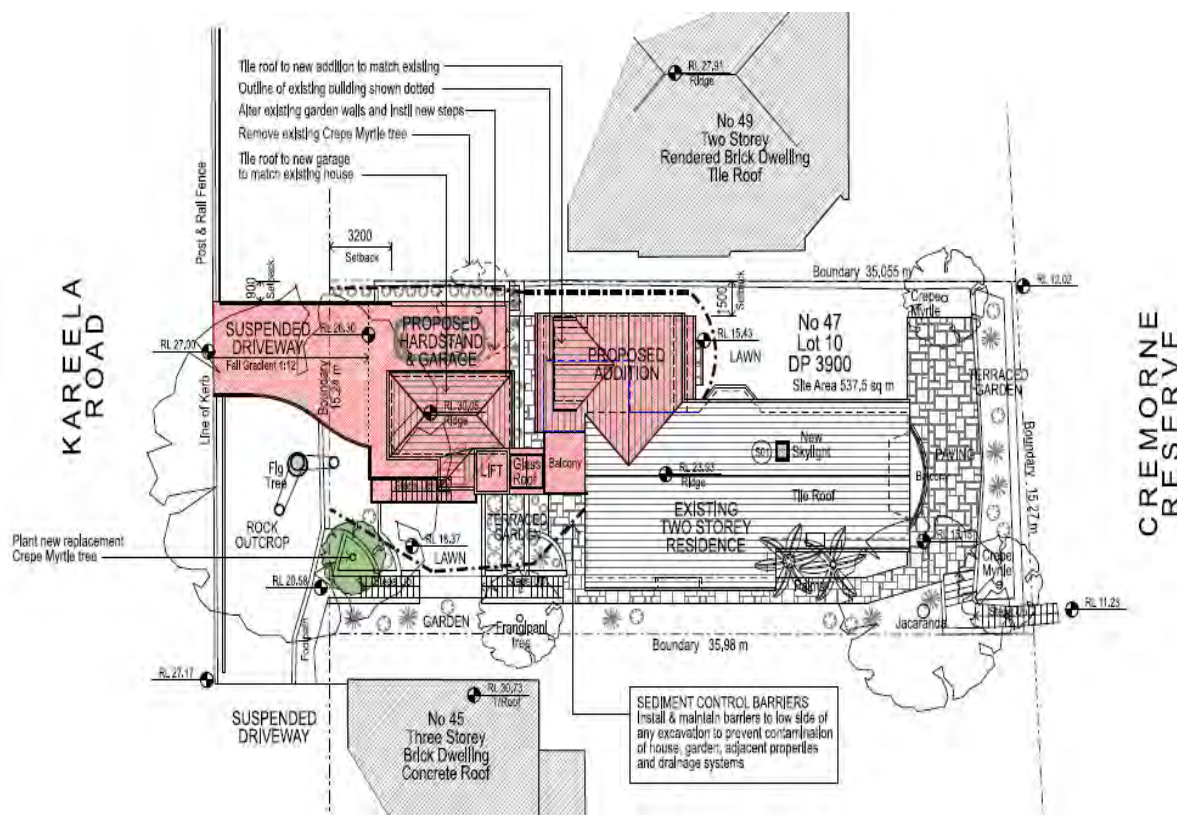 Tile roof to new addition to match existing
Outline of existing building shown dotted
Alter existing garden walls and instll new steps
Remove existing Crepe Myrtle tree
Tile roof to new garage
to match existing house
RL 27.91
Ridge
No 49
Two Storey
Rendered Brick Dwelling
Tile Roof
Post & Rail Fence
KAREELA
ROAD
3200
Setback
900
Setback
1500
Setback
Boundary 35.055 m
RL 12.02
Crepe
Myrtle
SUSPENDED
DRIVEWAY
Fall Gradient 1:12
PROPOSED
HARDSTAND
& GARAGE
RL 27.00
Boundary
Line of Kerb
Ridge
PROPOSED
ADDITION
RL 15.43
LAWN
No 47
Lot 10
DP 3900
Site Area 537.5 sq m
TERRACED
GARDEN
CREMORNE
RESERVE
Boundary 15.27 m
PAVING
LIFT
Glass
Roof
Balcony
RL 23.93
Ridge
New
Skylight
Tile Roof
Balcony
EXISTING
TWO STOREY
RESIDENCE
Fig
Tree
ROCK
OUTCROP
Plant new replacement
Crepe Myrtle tree
RL 18.37
LAWN
TERRACED
GARDEN
RL 20.58
Footpath
GARDEN
Frangipani
tree
Palms
Crepe
Myrtle
Jacaranda
RL 11.23
Boundary 35.98 m
RL 27.17
SUSPENDED
DRIVEWAY
RL 30.73
T/Roof
No 45
Three Storey
Brick Dwelling
Concrete Roof
SEDIMENT CONTROL BARRIERS
Install & maintain barriers to low side of
any excavation to prevent contamination
of house, garden, adjacent properties
and drainage systems